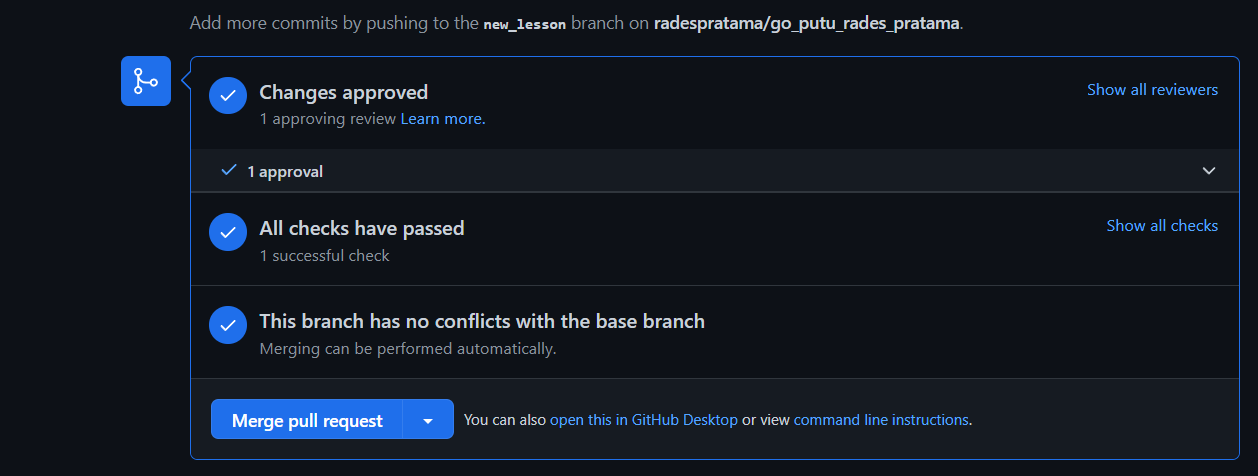 Add more commits by pushing to the new_lesson branch on radespratama/go_putu_rades_pratama.
Changes approved
Show all reviewers
1 approving review Learn more.
1 approval
All checks have passed
Show all checks
1 successful check
This branch has no conflicts with the base branch
Merging can be performed automatically.
Merge pull request
You can also open this in GitHub Desktop or view command line instructions.